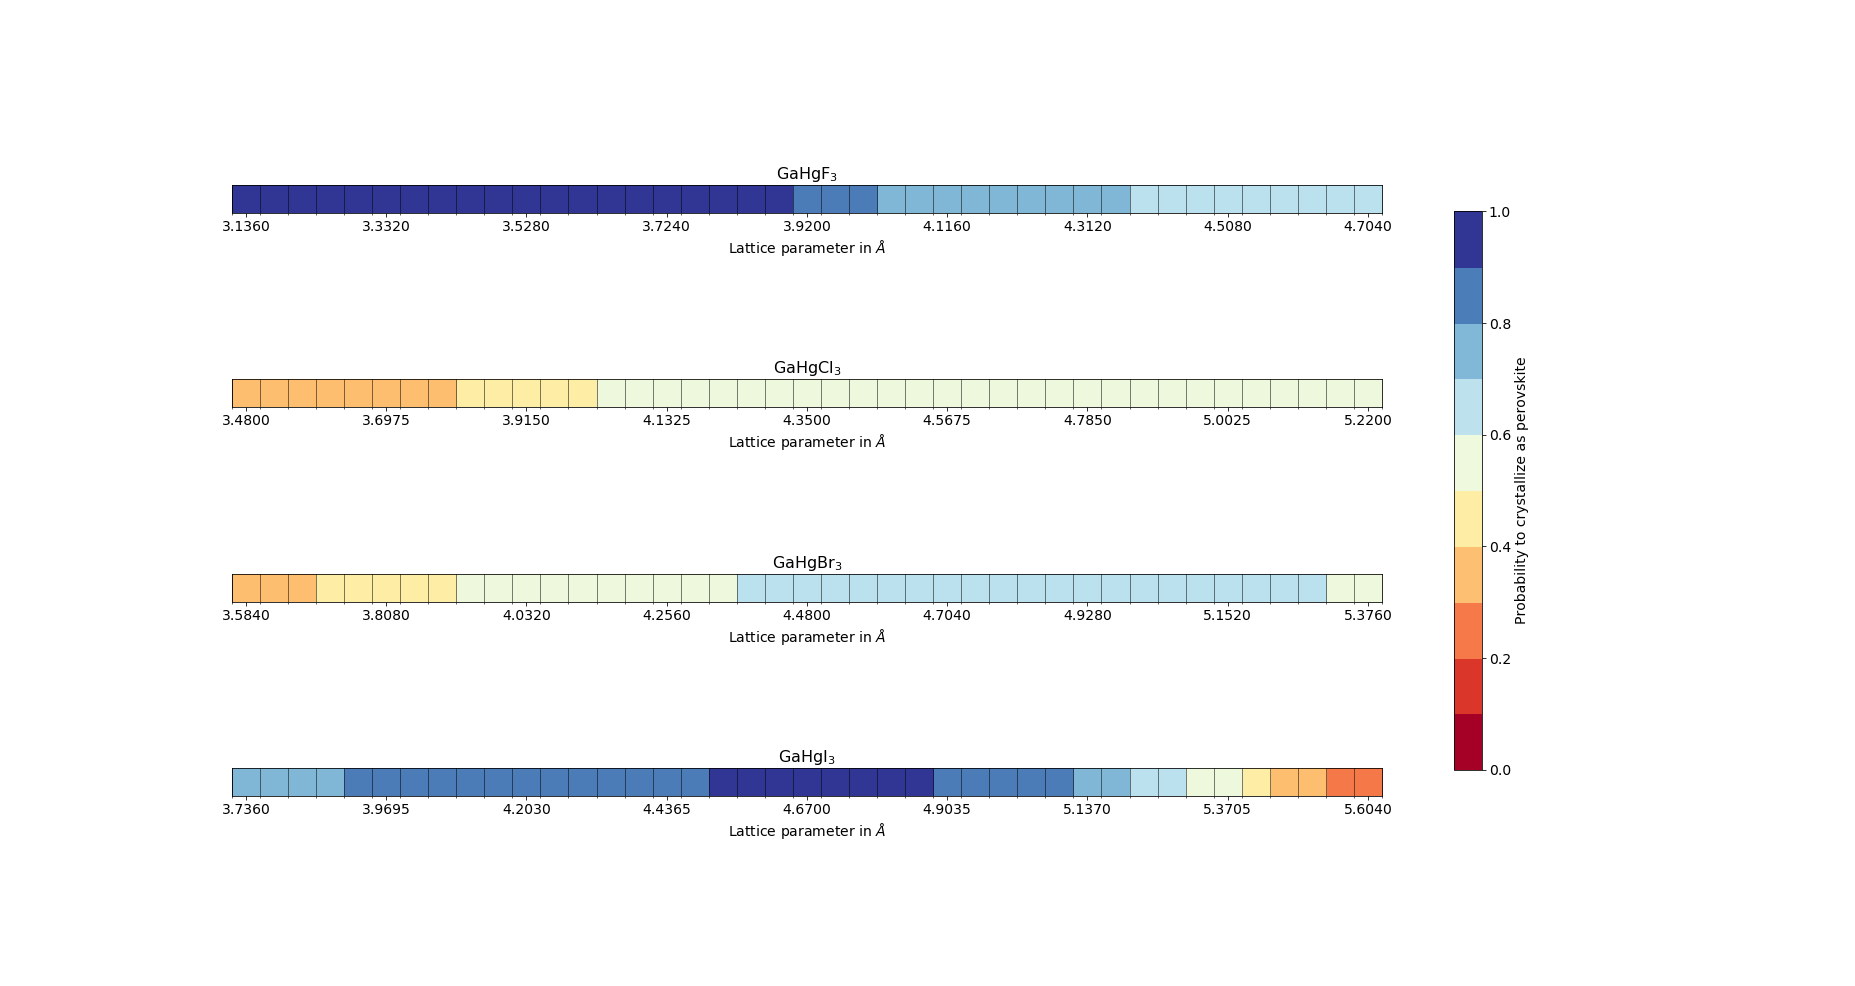 GaHgF₃
3.1360 3.3320 3.5280 3.7240 3.9200 4.1160 4.3120 4.5080 4.7040
Lattice parameter in Å
GaHgCl₃
3.4800 3.6975 3.9150 4.1325 4.3500 4.5675 4.7850 5.0025 5.2200
Lattice parameter in Å
GaHgBr₃
3.5840 3.8080 4.0320 4.2560 4.4800 4.7040 4.9280 5.1520 5.3760
Lattice parameter in Å
GaHgI₃
3.7360 3.9695 4.2030 4.4365 4.6700 4.9035 5.1370 5.3705 5.6040
Lattice parameter in Å
1.0
0.8
0.6
0.4
0.2
0.0
Probability to crystallize as perovskite